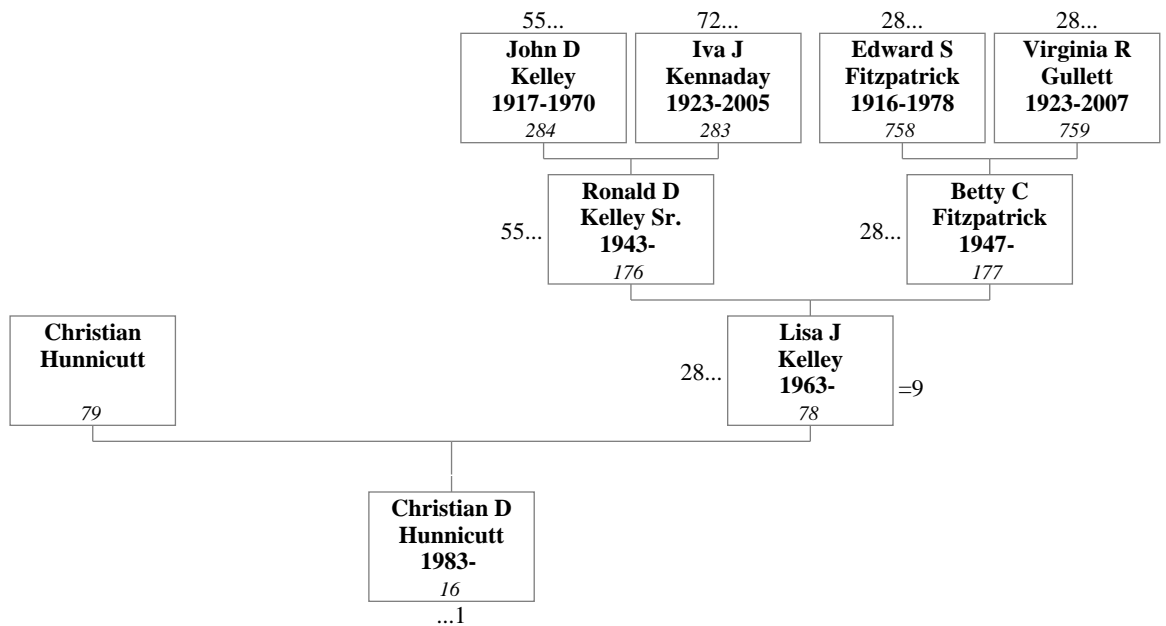 55...
72...
28...
28...
John D
Kelley
1917-1970
284
Iva J
Kennaday
1923-2005
283
Edward S
Fitzpatrick
1916-1978
758
Virginia R
Gullett
1923-2007
759
55...
Ronald D
Kelley Sr.
1943-
176
28...
Betty C
Fitzpatrick
1947-
177
Christian
Hunnicutt
79
28...
Lisa J
Kelley
1963-
78
=9
Christian D
Hunnicutt
1983-
16
...1